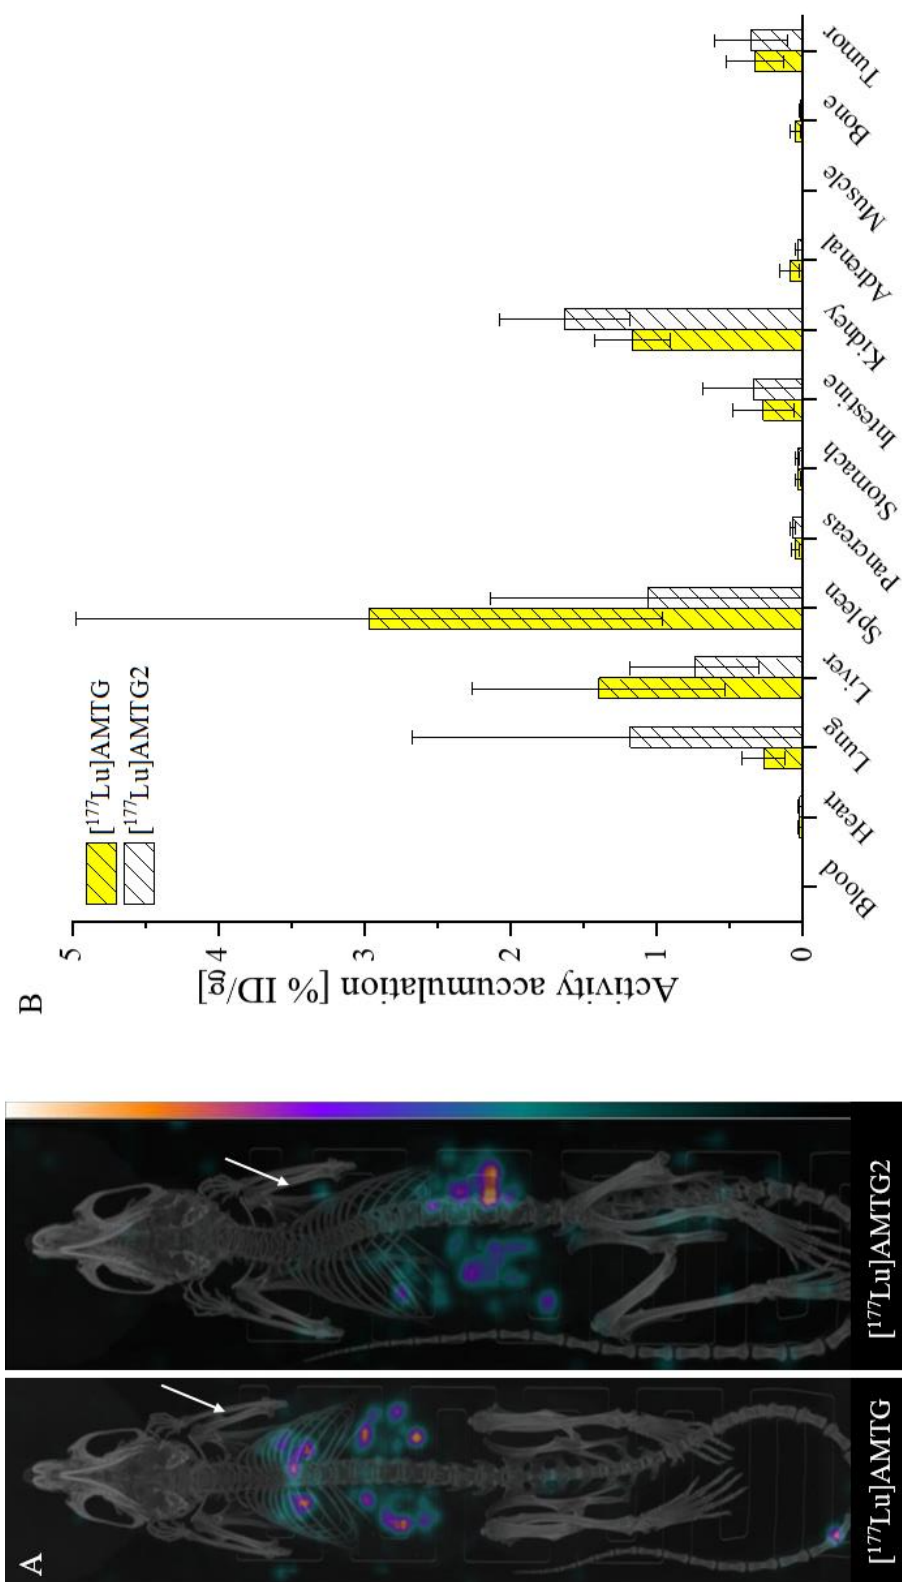 A
[¹⁷⁷Lu]AMTG
[¹⁷⁷Lu]AMTG2
B
Activity accumulation [% ID/g]
5
4
3
2
1
0
[¹⁷⁷Lu]AMTG
[¹⁷⁷Lu]AMTG2
Blood
Heart
Lung
Liver
Spleen
Pancreas
Stomach
Intestine
Kidney
Adrenal
Muscle
Bone
Tumor